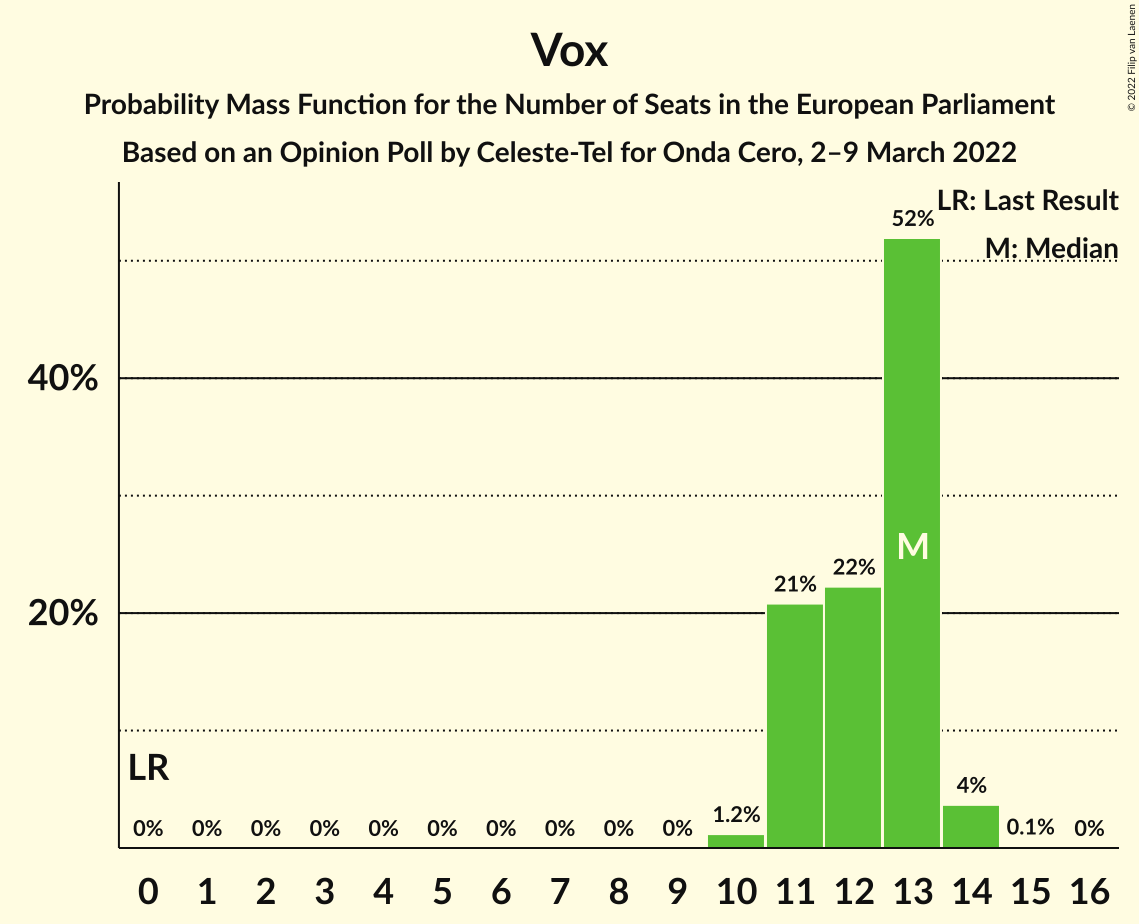 Vox
Probability Mass Function for the Number of Seats in the European Parliament
Based on an Opinion Poll by Celeste-Tel for Onda Cero, 2–9 March 2022
© 2022 Filip van Laenen
LR: Last Result
M: Median
40%
20%
LR
M
0% 0% 0% 0% 0% 0% 0% 0% 0% 0% 1.2% 21% 22% 52% 4% 0.1% 0%
0 1 2 3 4 5 6 7 8 9 10 11 12 13 14 15 16